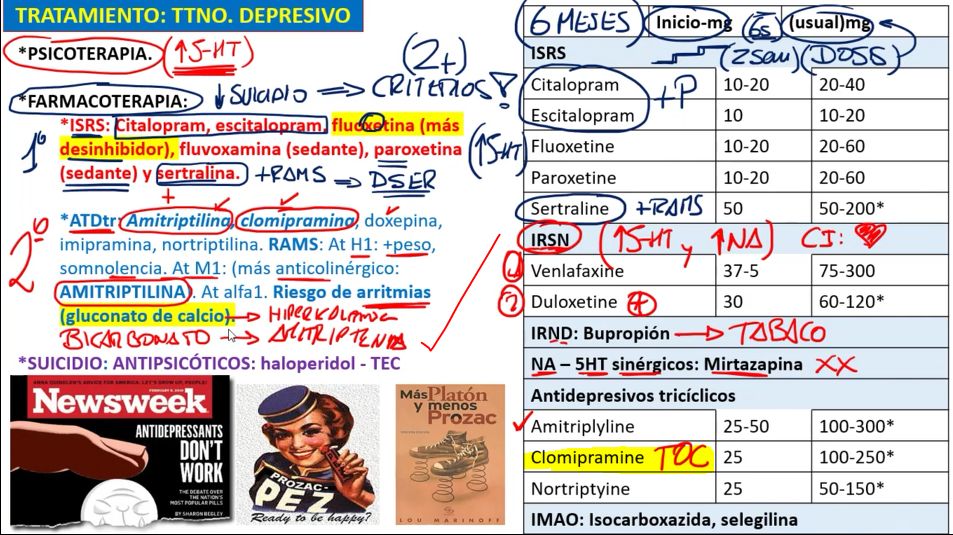 TRATAMIENTO: TTNO. DEPRESIVO
*PSICOTERAPIA. (↑5-HT)
(2+)
*FARMACOTERAPIA: ↓SUICIDIO ⇒ CRITERIOS!
1°
*ISRS: Citalopram, escitalopram, fluoxetina (más
desinhibidor), fluvoxamina (sedante), paroxetina (↑5-HT)
(sedante) y sertralina. +RAMS ⇒ DSER
+
2°
*ATDtr: Amitriptilina, clomipramina, doxepina,
imipramina, nortriptilina. RAMS: At H1: +peso,
somnolencia. At M1: (más anticolinérgico:
AMITRIPTILINA). At alfa1. Riesgo de arritmias
(gluconato de calcio).
BICARBONATO →
*SUICIDIO: ANTIPSICÓTICOS: haloperidol - TEC
ANNA QUINDLEN'S ADVICE FOR AMERICA: LET'S GROW UP, PEOPLE!
Newsweek
ANTIDEPRESSANTS
DON'T
WORK
THE DEBATE OVER
THE NATION'S
MOST POPULAR PILLS
BY SHARON BEGLEY
PROZAC-
PEZ
Ready to be happy?
Más Platón
y menos
Prozac
LOU MARINOFF
6 MESES Inicio-mg (usual)mg
ISRS (2 Sem) (DOSIS)
Citalopram 10-20 20-40
+P
Escitalopram 10 10-20
Fluoxetine 10-20 20-60
Paroxetine 10-20 20-60
Sertraline +RAMS 50 50-200*
IRSN (↑5-HT y ↑NA) CI:
1 Venlafaxine 37-5 75-300
2 Duloxetine + 30 60-120*
IRND: Bupropión → TABACO
NA – 5HT sinérgicos: Mirtazapina XX
Antidepresivos tricíclicos
Amitriplyline 25-50 100-300*
Clomipramine TOC 25 100-250*
Nortriptyine 25 50-150*
IMAO: Isocarboxazida, selegilina